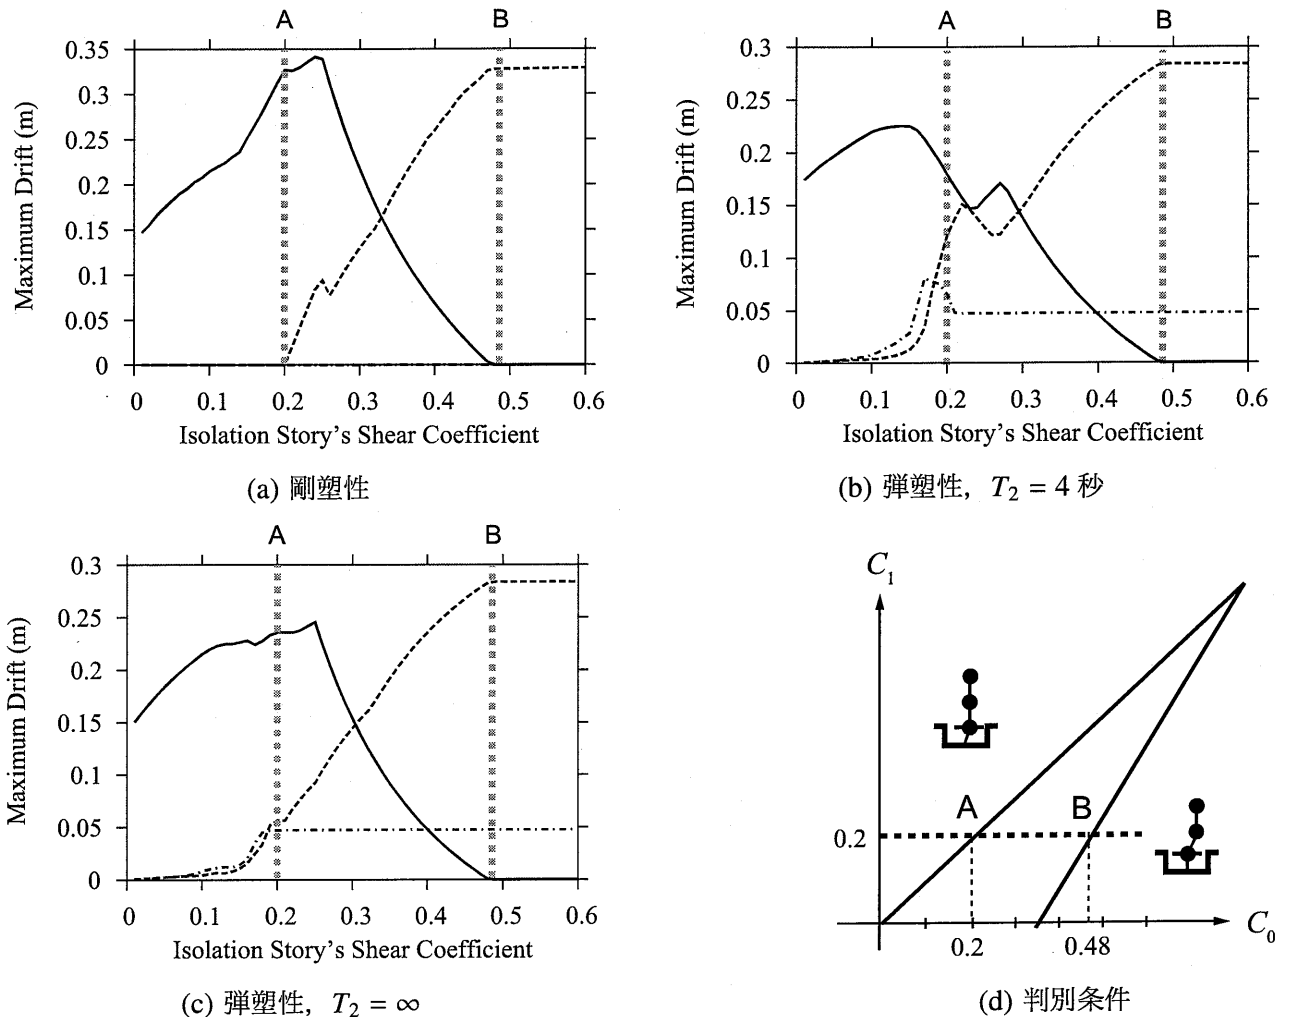 A B
0.35
0.3
0.25
0.2
0.15
0.1
0.05
0
Maximum Drift (m)
0 0.1 0.2 0.3 0.4 0.5 0.6
Isolation Story's Shear Coefficient
(a) 剛塑性
A B
0.3
0.25
0.2
0.15
0.1
0.05
0
Maximum Drift (m)
0 0.1 0.2 0.3 0.4 0.5 0.6
Isolation Story's Shear Coefficient
(b) 弾塑性, T₂ = 4 秒
A B
0.3
0.25
0.2
0.15
0.1
0.05
0
Maximum Drift (m)
0 0.1 0.2 0.3 0.4 0.5 0.6
Isolation Story's Shear Coefficient
(c) 弾塑性, T₂ = ∞
C₁
A B
0.2
0.2 0.48
C₀
(d) 判別条件